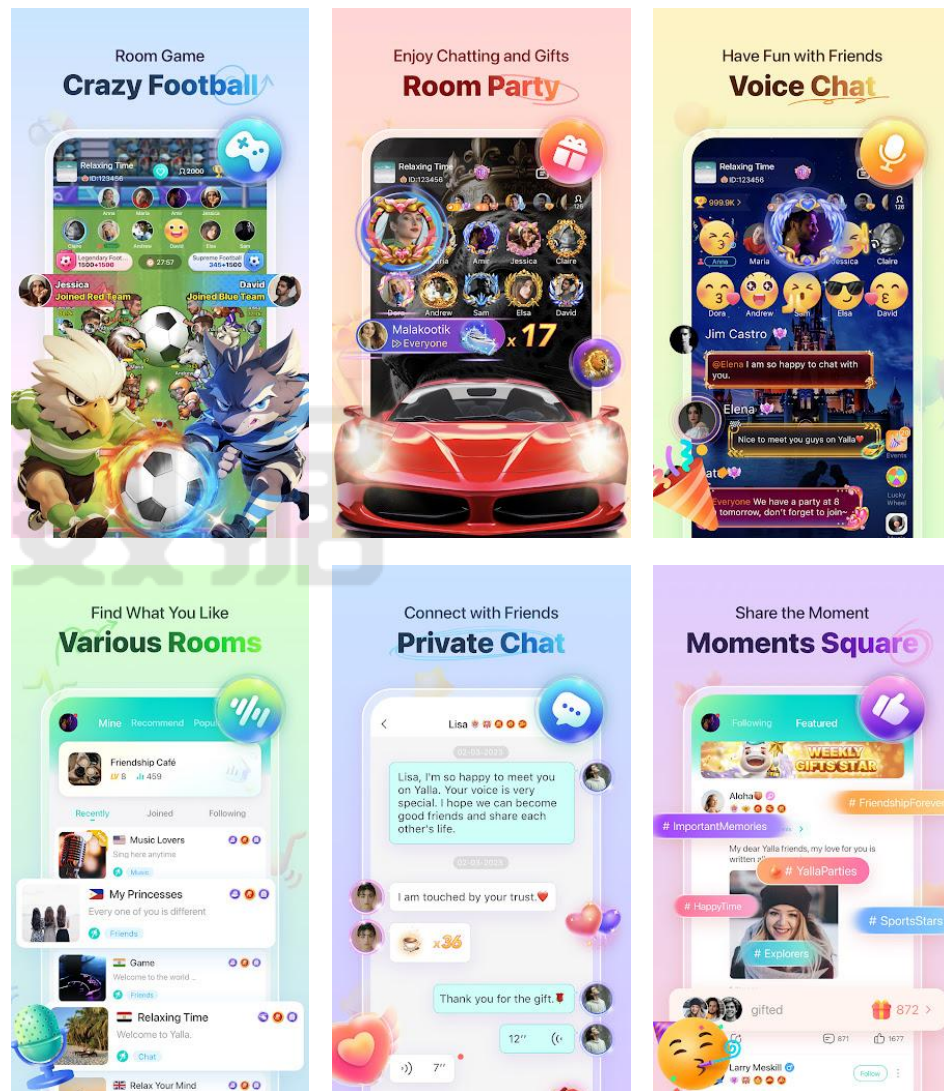 Room Game
Crazy Football
Relaxing Time
ID:123456
2000
Anna
Maria
Amir
Jessica
Claire
Andrew
David
Elsa
Sam
Legendary Foot...
1500+1500
27:57
Supreme Football
345+1500
Jessica
Joined Red Team
David
Joined Blue Team
Enjoy Chatting and Gifts
Room Party
Relaxing Time
ID:123456
126
Amir
Jessica
Claire
Dora
Andrew
Sam
Elsa
David
Malakootik
Everyone
x 17
Have Fun with Friends
Voice Chat
Relaxing Time
ID:123456
999.9K >
126
Anna
Maria
Jessica
Claire
Dora
Andrew
Sam
Elsa
David
Jim Castro
@Elena I am so happy to chat with
you.
Elena
Nice to meet you guys on Yalla
Events
Everyone We have a party at 8
tomorrow, don't forget to join~
Lucky
Wheel
Find What You Like
Various Rooms
Mine
Recommend
Friendship Café
LV 8
459
Recently
Joined
Following
Music Lovers
Sing here anytime
Music
My Princesses
Every one of you is different
Friends
Game
Welcome to the world ...
Friends
Relaxing Time
Welcome to Yalla.
Chat
Relax Your Mind
Connect with Friends
Private Chat
Lisa
02-03-2023
Lisa, I'm so happy to meet you
on Yalla. Your voice is very
special. I hope we can become
good friends and share each
other's life.
02-03-2023
I am touched by your trust.
x36
Thank you for the gift.
12''
7''
Share the Moment
Moments Square
Following
Featured
WEEKLY
GIFTS STAR
Aloha
# FriendshipForever
# ImportantMemories
My dear Yalla friends, my love for you is
written
# YallaParties
# HappyTime
# SportsStars
# Explorers
gifted
872 >
871
1677
Larry Meskill
Follow